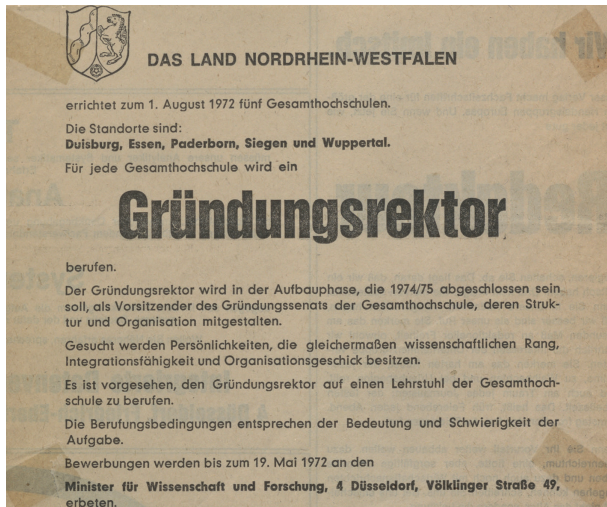 DAS LAND NORDRHEIN-WESTFALEN
errichtet zum 1. August 1972 fünf Gesamthochschulen.
Die Standorte sind:
Duisburg, Essen, Paderborn, Siegen und Wuppertal.
Für jede Gesamthochschule wird ein
Gründungsrektor
berufen.
Der Gründungsrektor wird in der Aufbauphase, die 1974/75 abgeschlossen sein
soll, als Vorsitzender des Gründungssenats der Gesamthochschule, deren Struk-
tur und Organisation mitgestalten.
Gesucht werden Persönlichkeiten, die gleichermaßen wissenschaftlichen Rang,
Integrationsfähigkeit und Organisationsgeschick besitzen.
Es ist vorgesehen, den Gründungsrektor auf einen Lehrstuhl der Gesamthoch-
schule zu berufen.
Die Berufungsbedingungen entsprechen der Bedeutung und Schwierigkeit der
Aufgabe.
Bewerbungen werden bis zum 19. Mai 1972 an den
Minister für Wissenschaft und Forschung, 4 Düsseldorf, Völklinger Straße 49,
erbeten.